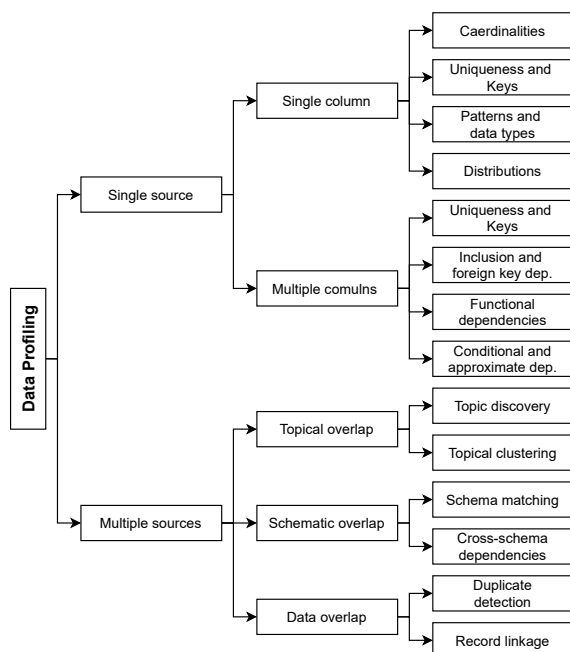 Data Profiling
Single source
Single column
Caerdinalities
Uniqueness and
Keys
Patterns and
data types
Distributions
Multiple comulns
Uniqueness and
Keys
Inclusion and
foreign key dep.
Functional
dependencies
Conditional and
approximate dep.
Multiple sources
Topical overlap
Topic discovery
Topical clustering
Schematic overlap
Schema matching
Cross-schema
dependencies
Data overlap
Duplicate
detection
Record linkage